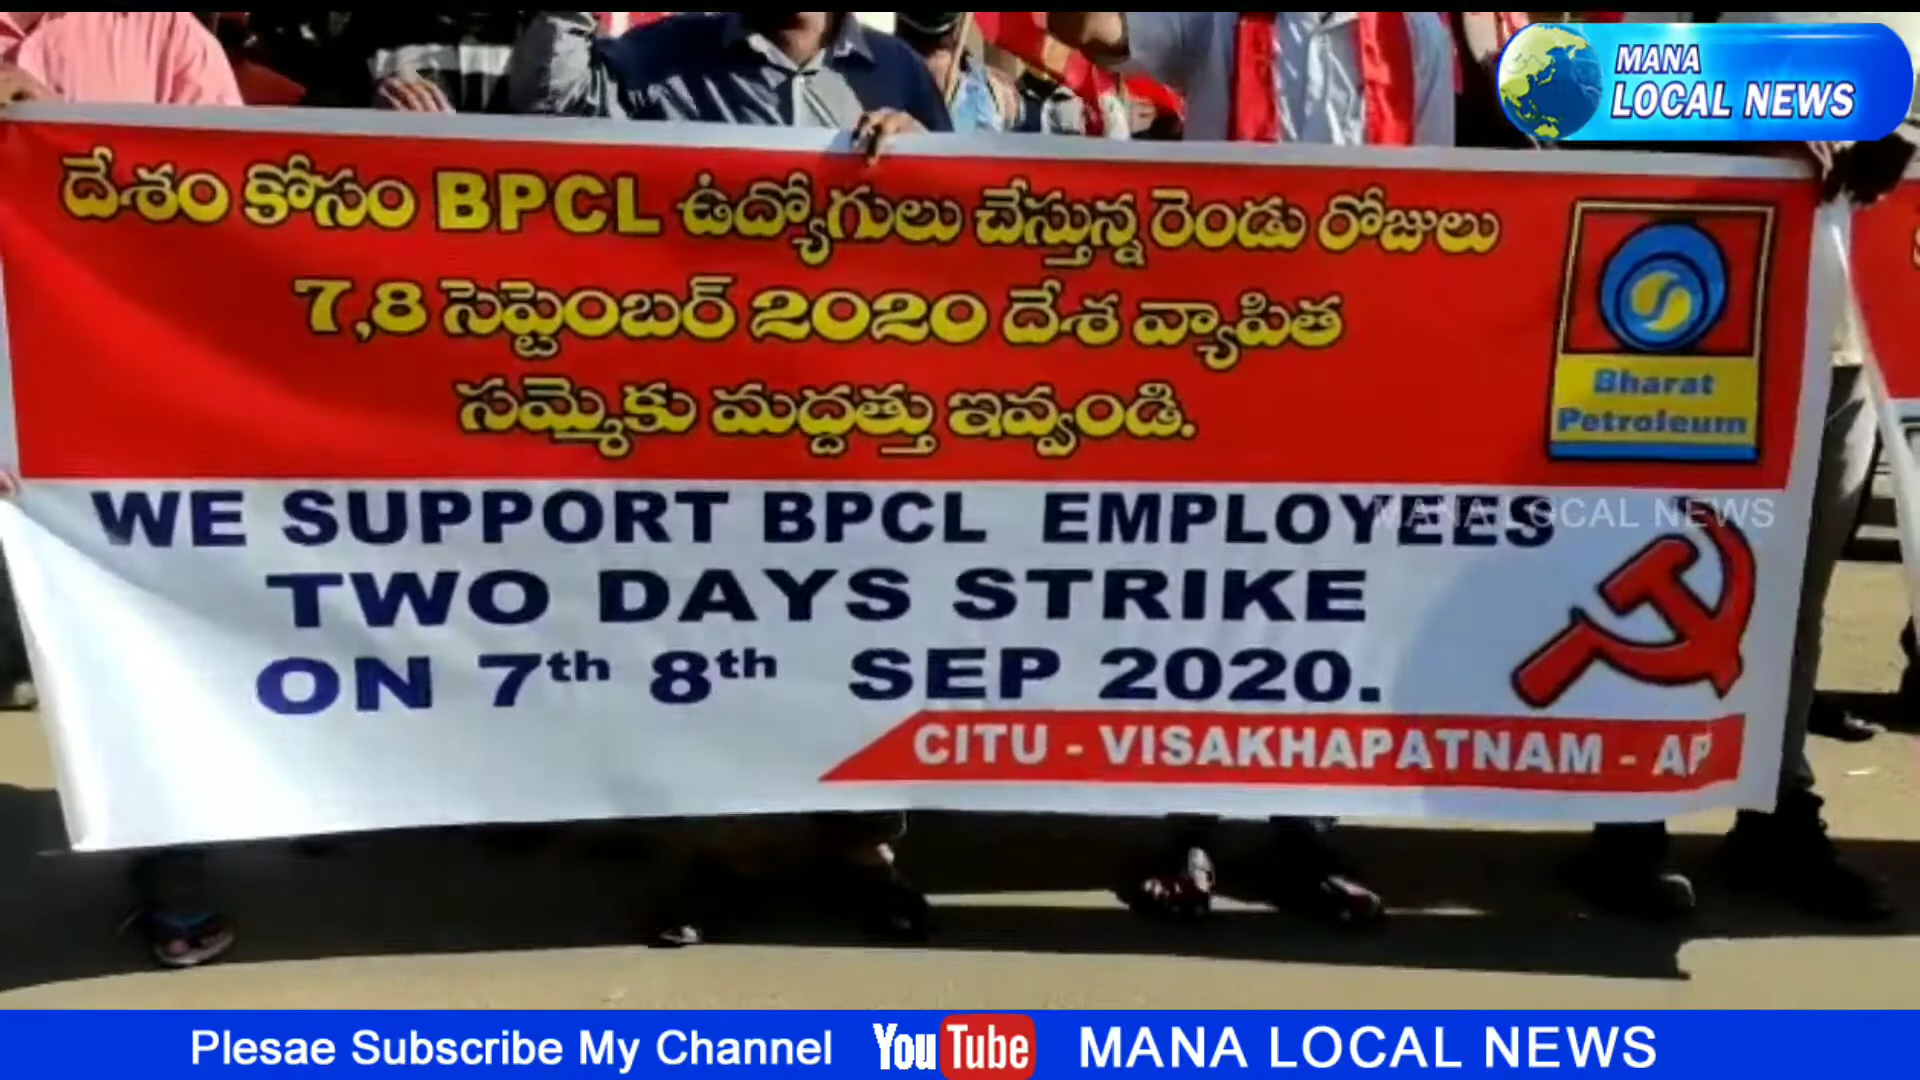 MANA
LOCAL NEWS
దేశం కోసం BPCL ఉద్యోగులు చేస్తున్న రెండు రోజులు
7,8 సెప్టెంబర్ 2020 దేశ వ్యాపిత
సమ్మెకు మద్దత్తు ఇవ్వండి.
Bharat
Petroleum
WE SUPPORT BPCL EMPLOYEES
MANA LOCAL NEWS
TWO DAYS STRIKE
ON 7th 8th SEP 2020.
CITU - VISAKHAPATNAM - AP
Plesae Subscribe My Channel YouTube MANA LOCAL NEWS